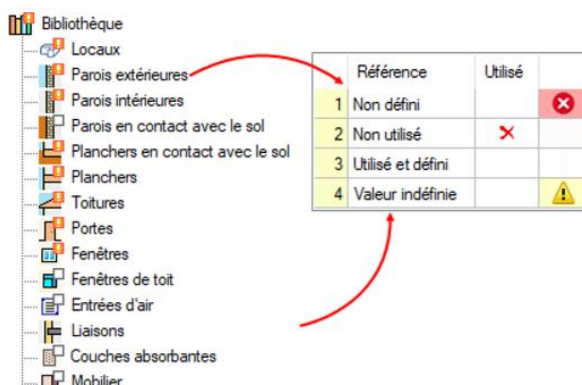 Bibliothèque
Locaux
Parois extérieures
Parois intérieures
Parois en contact avec le sol
Planchers en contact avec le sol
Planchers
Toitures
Portes
Fenêtres
Fenêtres de toit
Entrées d'air
Liaisons
Couches absorbantes
Mobilier
Référence Utilisé
1 Non défini
2 Non utilisé
3 Utilisé et défini
4 Valeur indéfinie